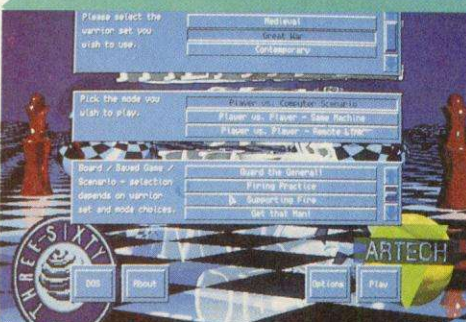 Please select the
warrior set you
wish to use.
Medieval
Great War
Contemporary
Pick the mode you
wish to play.
Player vs. Computer Scenario
Player vs. Player - Same Machine
Player vs. Player - Remote Link
Board / Saved Game /
Scenario - selection
depends on warrior
set and mode choices.
Guard the General!
Firing Practice
Supporting Fire
Get that Man!
THREE-SIXTY
ARTECH
DOS
About
Options
Play